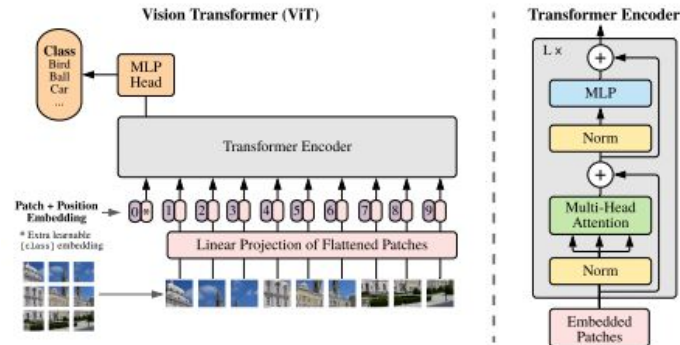 Vision Transformer (ViT)
Class
Bird
Ball
Car
...
MLP
Head
Transformer Encoder
Patch + Position
Embedding
* Extra learnable
[class] embedding
0 * 1 2 3 4 5 6 7 8 9
Linear Projection of Flattened Patches
Transformer Encoder
L ×
+
MLP
Norm
+
Multi-Head
Attention
Norm
Embedded
Patches